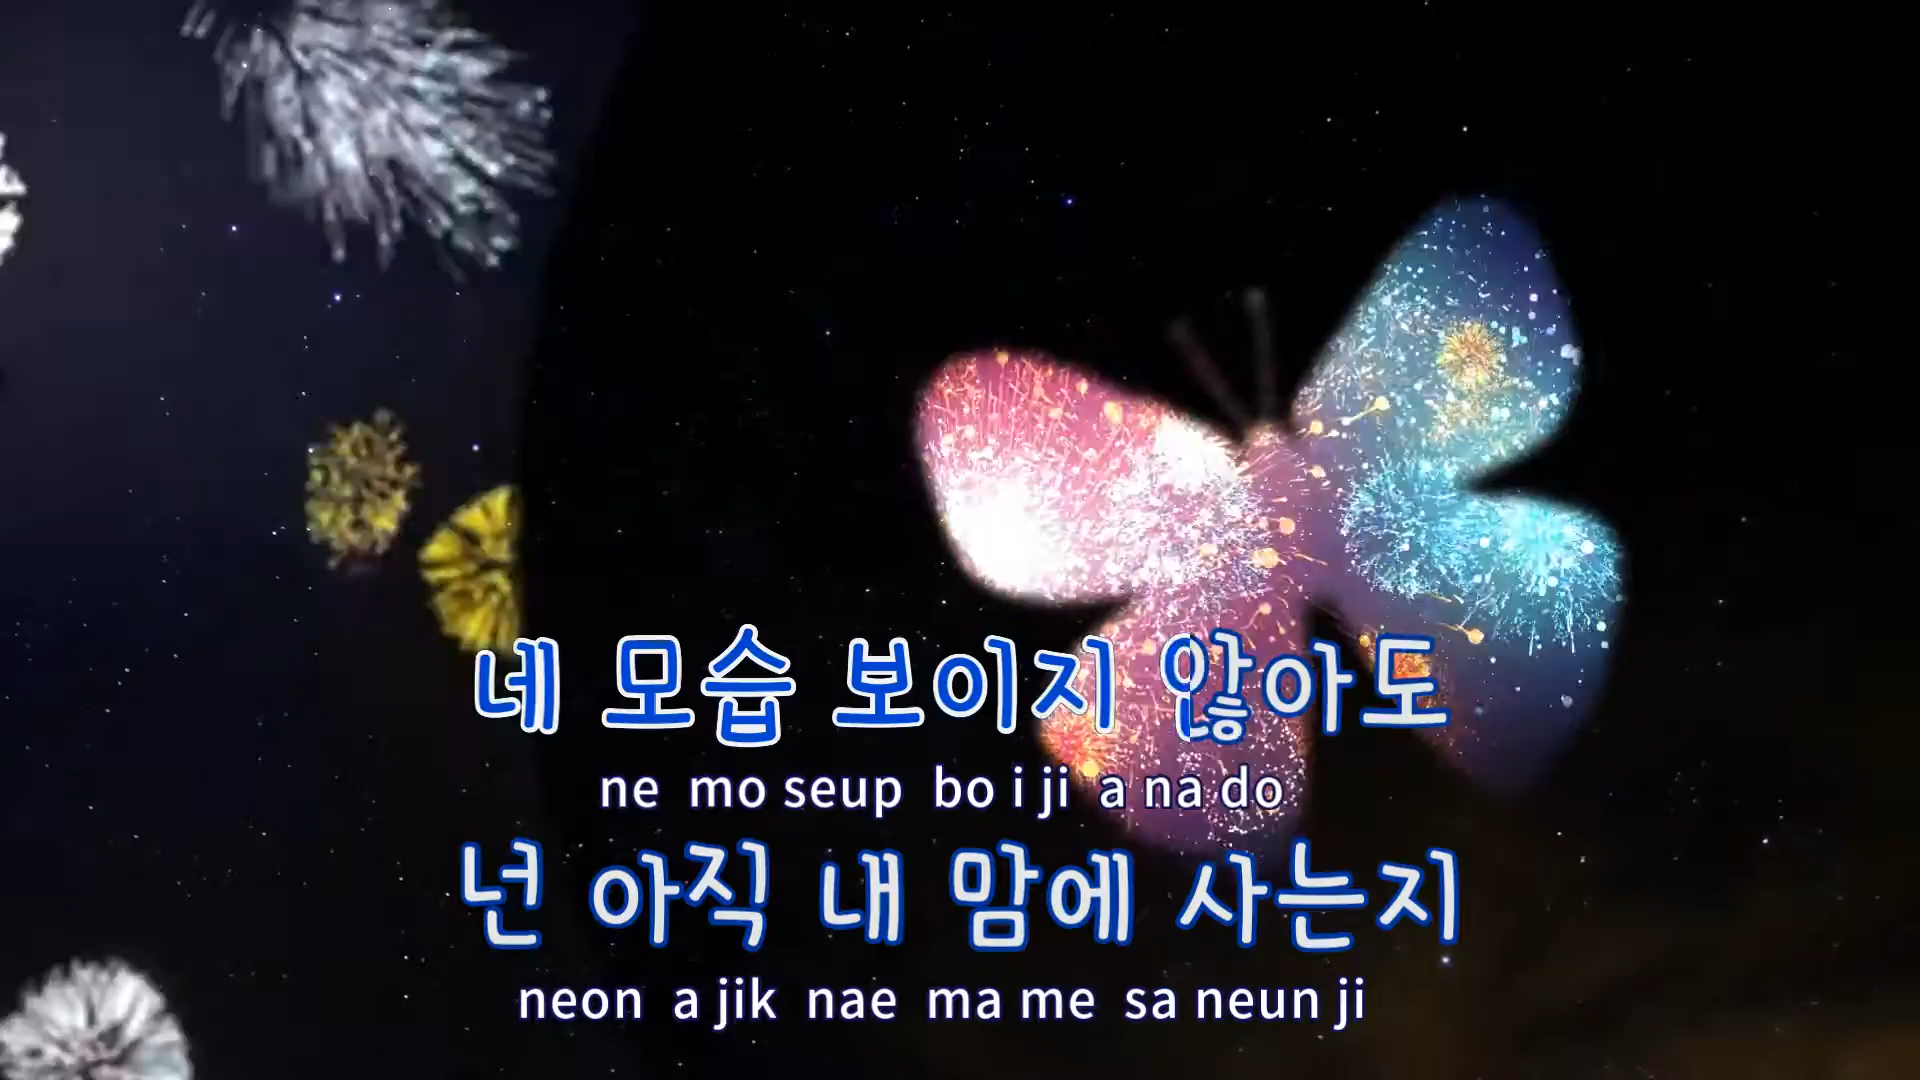 네 모습 보이지 않아도
ne mo seup bo i ji a na do
넌 아직 내 맘에 사는지
neon a jik nae ma me sa neun ji